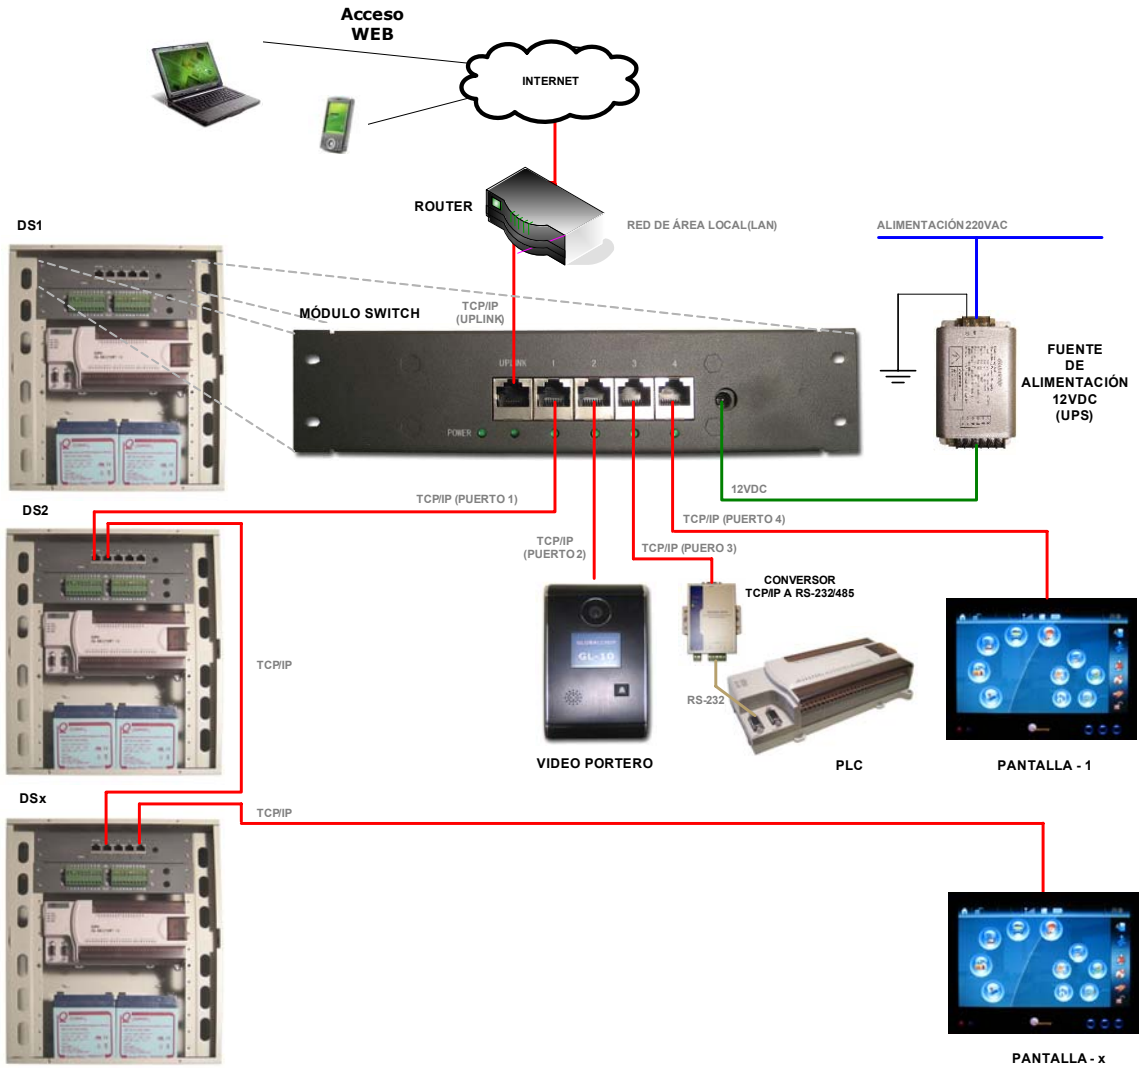 Acceso
WEB
INTERNET
ROUTER
RED DE ÁREA LOCAL(LAN)
ALIMENTACIÓN 220VAC
DS1
TCP/IP
(UPLINK)
MÓDULO SWITCH
UPLINK 1 2 3 4
POWER
FUENTE
DE
ALIMENTACIÓN
12VDC
(UPS)
12VDC
TCP/IP (PUERTO 1)
DS2
TCP/IP
(PUERTO 2)
TCP/IP (PUERO 3)
TCP/IP (PUERTO 4)
CONVERSOR
TCP/IP A RS-232/485
GL-10
TCP/IP
RS-232
VIDEO PORTERO
PLC
PANTALLA - 1
DSx
TCP/IP
PANTALLA - x